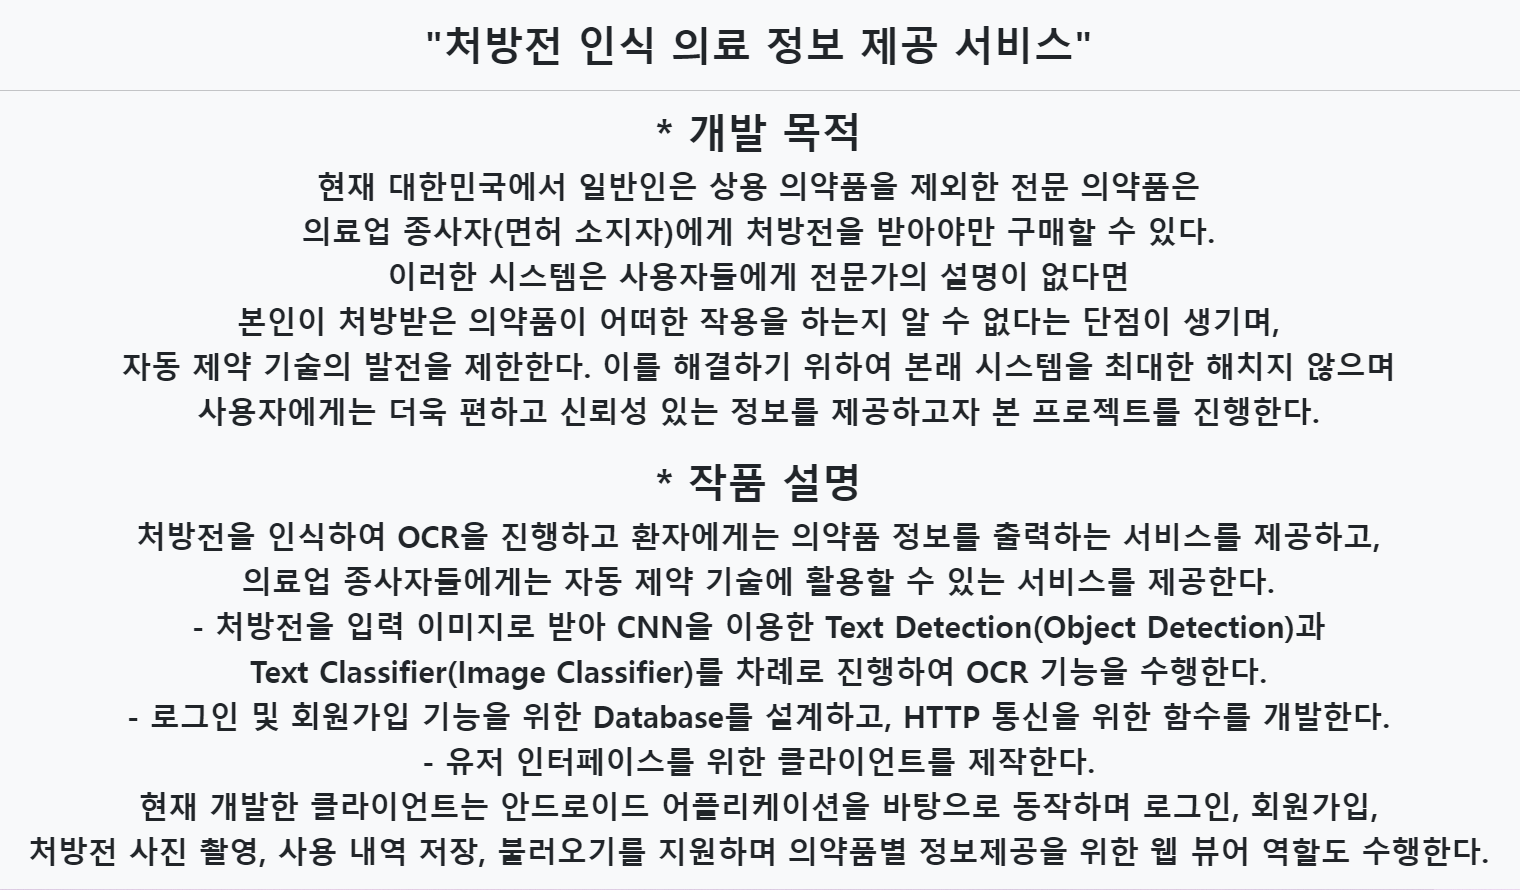 "처방전 인식 의료 정보 제공 서비스"
* 개발 목적
현재 대한민국에서 일반인은 상용 의약품을 제외한 전문 의약품은
의료업 종사자(면허 소지자)에게 처방전을 받아야만 구매할 수 있다.
이러한 시스템은 사용자들에게 전문가의 설명이 없다면
본인이 처방받은 의약품이 어떠한 작용을 하는지 알 수 없다는 단점이 생기며,
자동 제약 기술의 발전을 제한한다. 이를 해결하기 위하여 본래 시스템을 최대한 해치지 않으며
사용자에게는 더욱 편하고 신뢰성 있는 정보를 제공하고자 본 프로젝트를 진행한다.
* 작품 설명
처방전을 인식하여 OCR을 진행하고 환자에게는 의약품 정보를 출력하는 서비스를 제공하고,
의료업 종사자들에게는 자동 제약 기술에 활용할 수 있는 서비스를 제공한다.
- 처방전을 입력 이미지로 받아 CNN을 이용한 Text Detection(Object Detection)과
Text Classifier(Image Classifier)를 차례로 진행하여 OCR 기능을 수행한다.
- 로그인 및 회원가입 기능을 위한 Database를 설계하고, HTTP 통신을 위한 함수를 개발한다.
- 유저 인터페이스를 위한 클라이언트를 제작한다.
현재 개발한 클라이언트는 안드로이드 어플리케이션을 바탕으로 동작하며 로그인, 회원가입,
처방전 사진 촬영, 사용 내역 저장, 불러오기를 지원하며 의약품별 정보제공을 위한 웹 뷰어 역할도 수행한다.